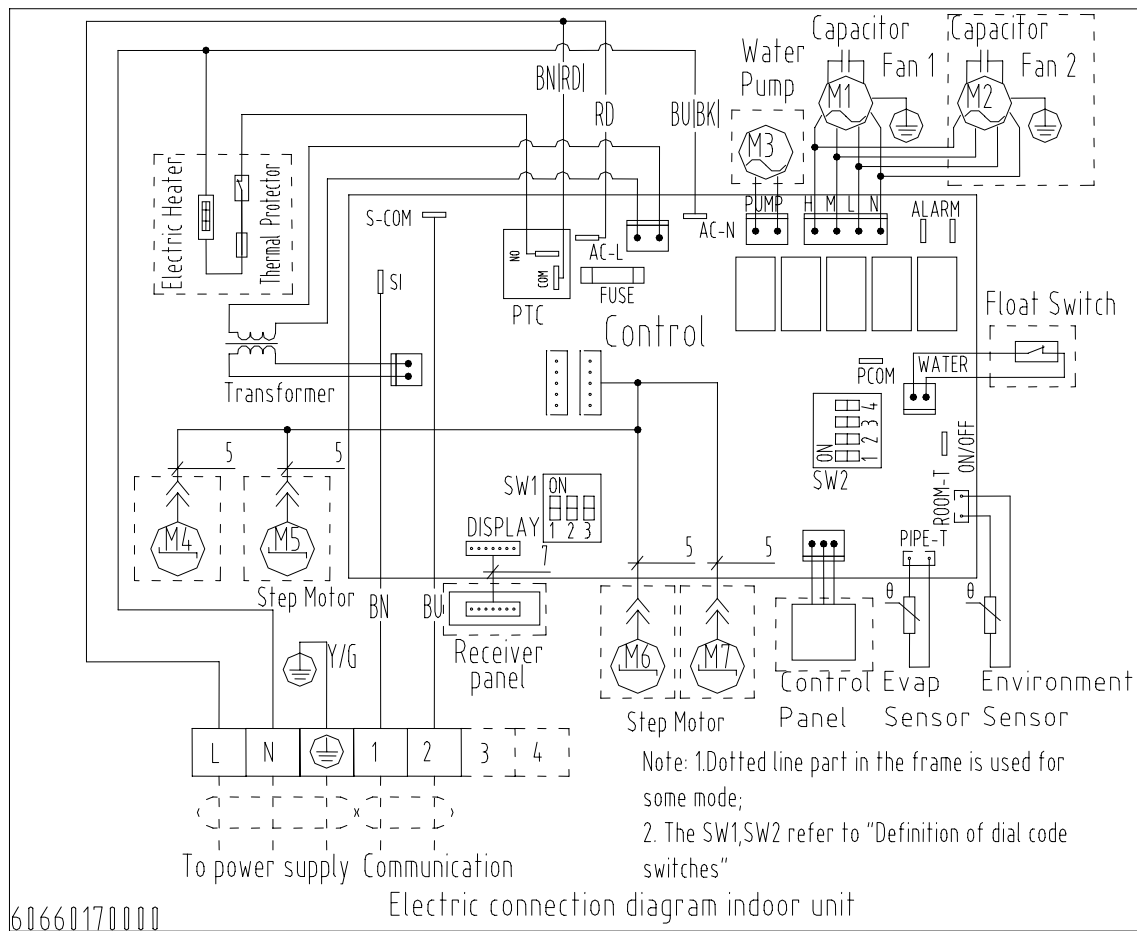 Capacitor
Fan 1
Capacitor
Fan 2
Water
Pump
BN|RD|
RD
BU|BK|
M1
M2
M3
Electric Heater
Thermal Protector
S-COM
SI
NO
COM
PTC
AC-L
FUSE
AC-N
PUMP
H M L N
ALARM
Control
Transformer
Float Switch
PCOM
WATER
ON
1 2 3 4
SW2
ON/OFF
ROOM-T
PIPE-T
SW1
ON
1 2 3
DISPLAY
7
5
5
5
5
M4
M5
Step Motor
BN
BU
Y/G
Receiver
panel
M6
M7
Step Motor
θ
θ
Control
Panel
Evap
Sensor
Environment
Sensor
L N 1 2 3 4
To power supply Communication
Note: 1.Dotted line part in the frame is used for
some mode;
2. The SW1,SW2 refer to "Definition of dial code
switches"
Electric connection diagram indoor unit
60660170000